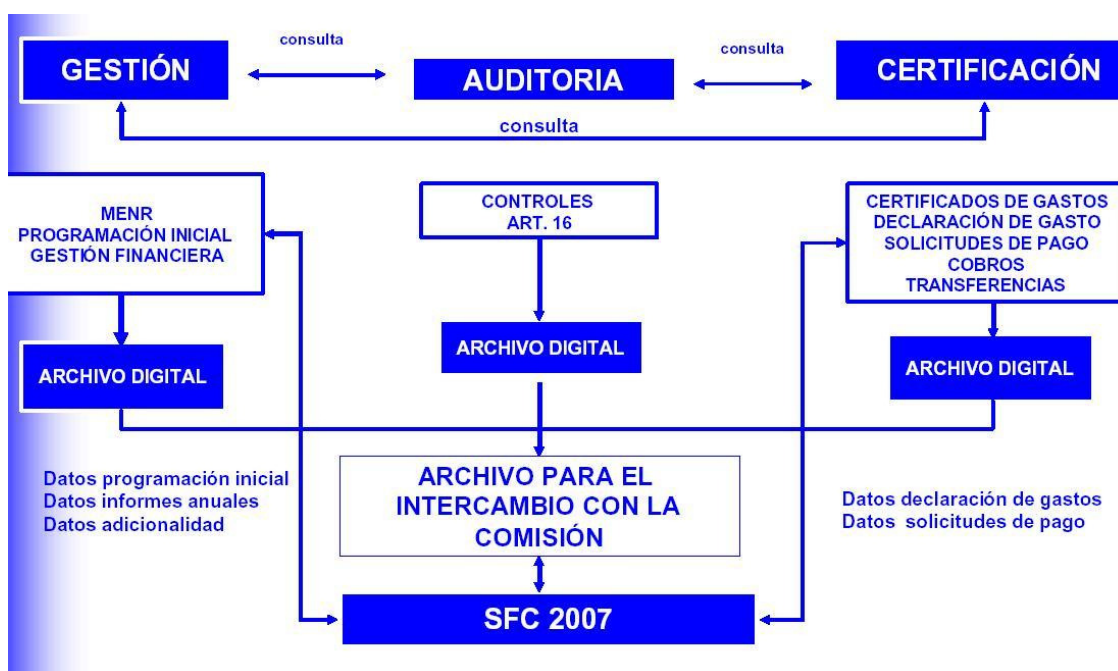 consulta
consulta
GESTIÓN
AUDITORIA
CERTIFICACIÓN
consulta
MENR
PROGRAMACIÓN INICIAL
GESTIÓN FINANCIERA
CONTROLES
ART. 16
CERTIFICADOS DE GASTOS
DECLARACIÓN DE GASTO
SOLICITUDES DE PAGO
COBROS
TRANSFERENCIAS
ARCHIVO DIGITAL
ARCHIVO DIGITAL
ARCHIVO DIGITAL
Datos programación inicial
Datos informes anuales
Datos adicionalidad
ARCHIVO PARA EL
INTERCAMBIO CON LA
COMISIÓN
Datos declaración de gastos
Datos solicitudes de pago
SFC 2007